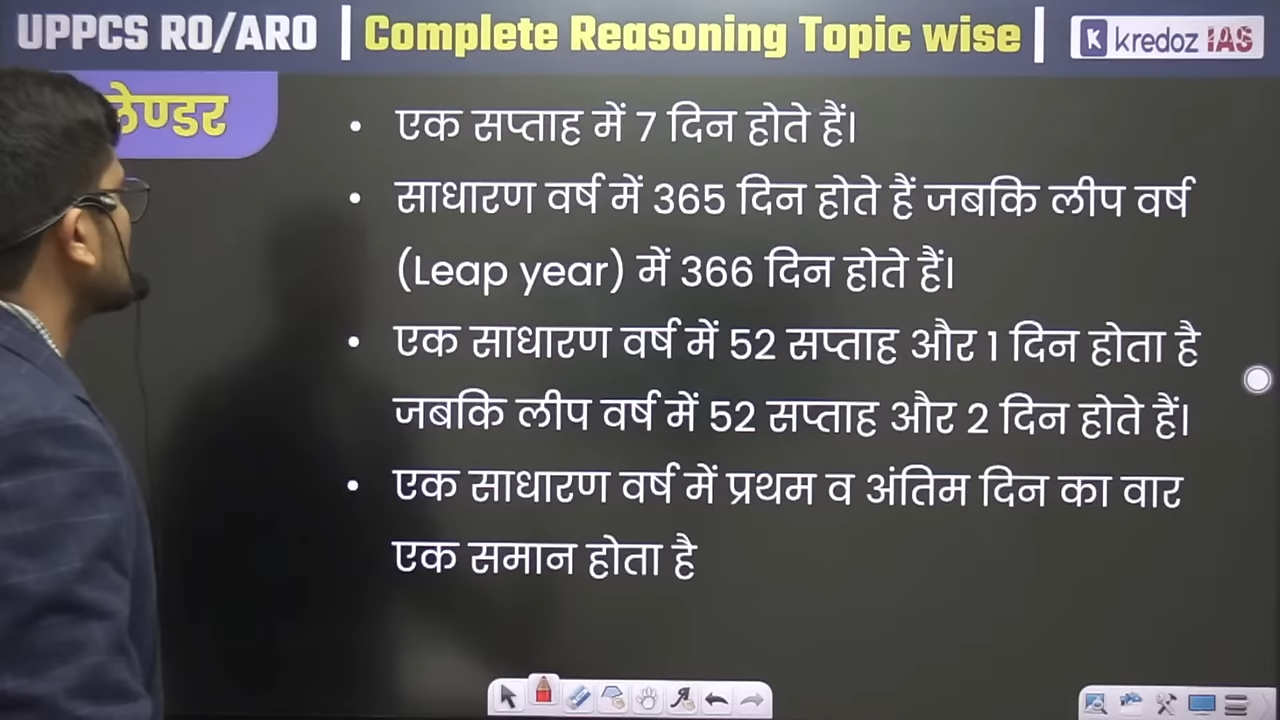 UPPCS RO/ARO | Complete Reasoning Topic wise | K kredoz IAS
• एक सप्ताह में 7 दिन होते हैं।
• साधारण वर्ष में 365 दिन होते हैं जबकि लीप वर्ष
(Leap year) में 366 दिन होते हैं।
• एक साधारण वर्ष में 52 सप्ताह और 1 दिन होता है
जबकि लीप वर्ष में 52 सप्ताह और 2 दिन होते हैं।
• एक साधारण वर्ष में प्रथम व अंतिम दिन का वार
एक समान होता है